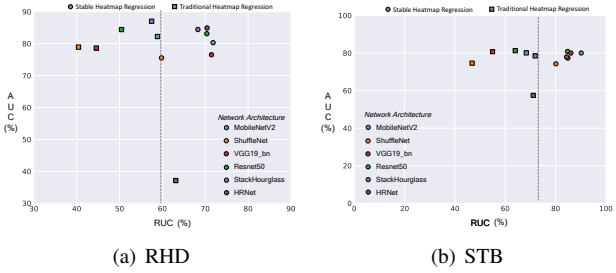 Stable Heatmap Regression Traditional Heatmap Regression
90
80
70
60
50
40
30
A
U
C
(%)
Network Architecture
MobileNetV2
ShuffleNet
VGG19_bn
Resnet50
StackHourglass
HRNet
30 40 50 60 70 80 90
RUC (%)
(a) RHD
Stable Heatmap Regression Traditional Heatmap Regression
100
80
60
40
20
0
A
U
C
(%)
Network Architecture
MobileNetV2
ShuffleNet
VGG19_bn
Resnet50
StackHourglass
HRNet
0 20 40 60 80 100
RUC (%)
(b) STB